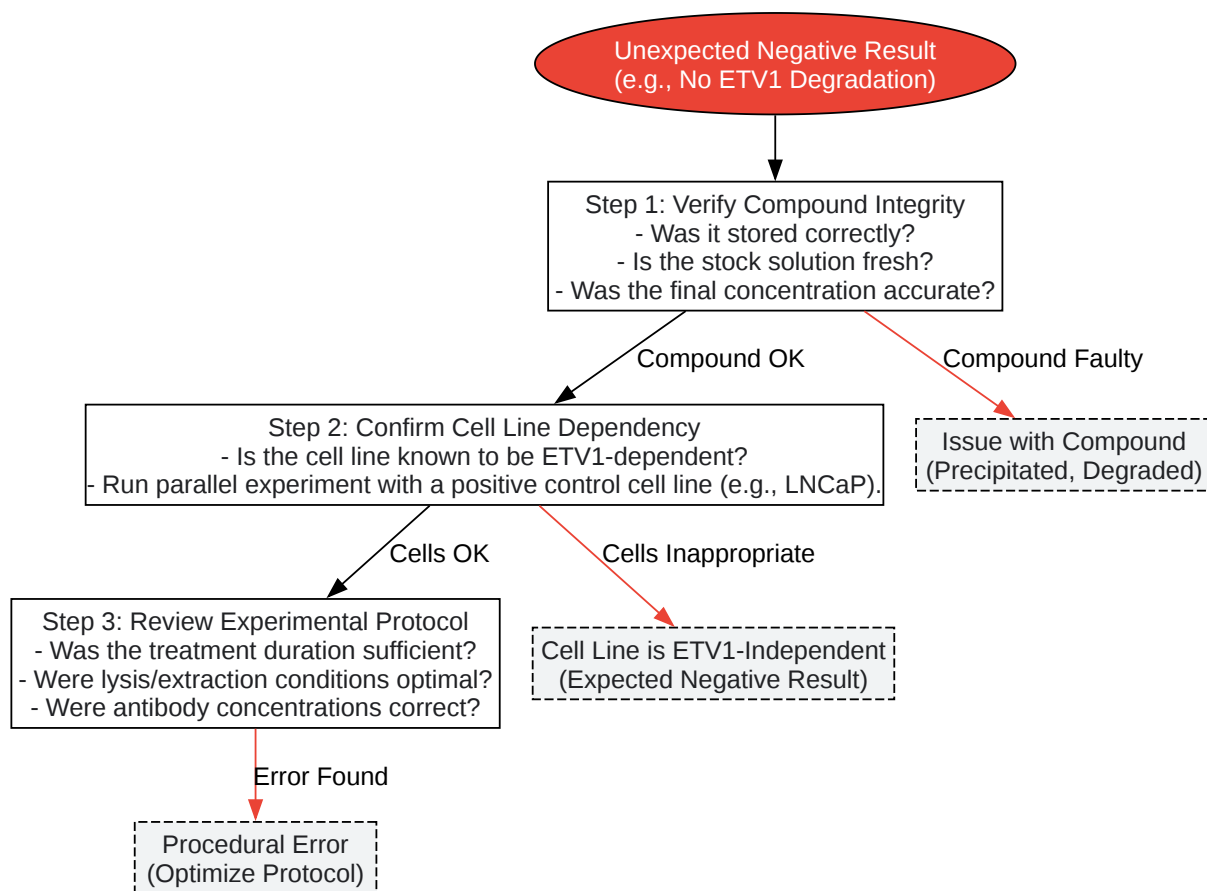 Unexpected Negative Result
(e.g., No ETV1 Degradation)
Step 1: Verify Compound Integrity
- Was it stored correctly?
- Is the stock solution fresh?
- Was the final concentration accurate?
Compound OK
Compound Faulty
Step 2: Confirm Cell Line Dependency
- Is the cell line known to be ETV1-dependent?
- Run parallel experiment with a positive control cell line (e.g., LNCaP).
Issue with Compound
(Precipitated, Degraded)
Cells OK
Cells Inappropriate
Step 3: Review Experimental Protocol
- Was the treatment duration sufficient?
- Were lysis/extraction conditions optimal?
- Were antibody concentrations correct?
Cell Line is ETV1-Independent
(Expected Negative Result)
Error Found
Procedural Error
(Optimize Protocol)